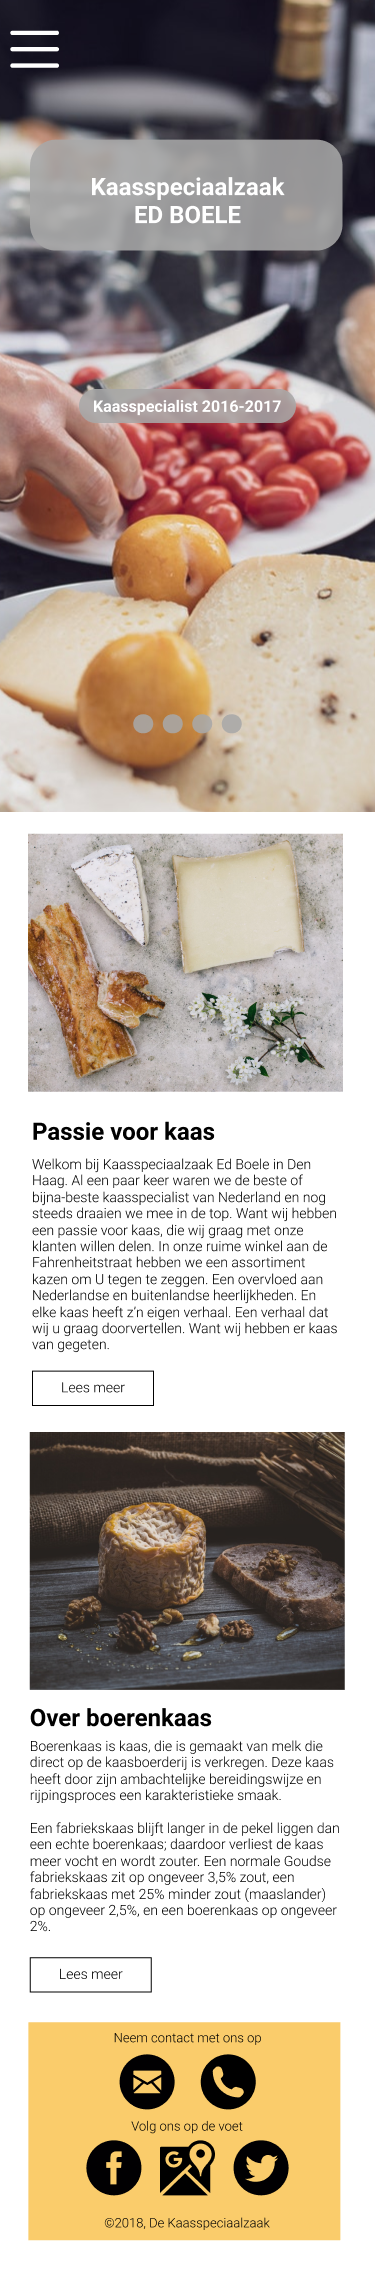 Kaasspeciaalzaak
ED BOELE
Kaasspecialist 2016-2017
Passie voor kaas
Welkom bij Kaasspeciaalzaak Ed Boele in Den
Haag. Al een paar keer waren we de beste of
bijna-beste kaasspecialist van Nederland en nog
steeds draaien we mee in de top. Want wij hebben
een passie voor kaas, die wij graag met onze
klanten willen delen. In onze ruime winkel aan de
Fahrenheitstraat hebben we een assortiment
kazen om U tegen te zeggen. Een overvloed aan
Nederlandse en buitenlandse heerlijkheden. En
elke kaas heeft z'n eigen verhaal. Een verhaal dat
wij u graag doorvertellen. Want wij hebben er kaas
van gegeten.
Lees meer
Over boerenkaas
Boerenkaas is kaas, die is gemaakt van melk die
direct op de kaasboerderij is verkregen. Deze kaas
heeft door zijn ambachtelijke bereidingswijze en
rijpingsproces een karakteristieke smaak.
Een fabriekskaas blijft langer in de pekel liggen dan
een echte boerenkaas; daardoor verliest de kaas
meer vocht en wordt zouter. Een normale Goudse
fabriekskaas zit op ongeveer 3,5% zout, een
fabriekskaas met 25% minder zout (maaslander)
op ongeveer 2,5%, en een boerenkaas op ongeveer
2%.
Lees meer
Neem contact met ons op
Volg ons op de voet
©2018, De Kaasspeciaalzaak